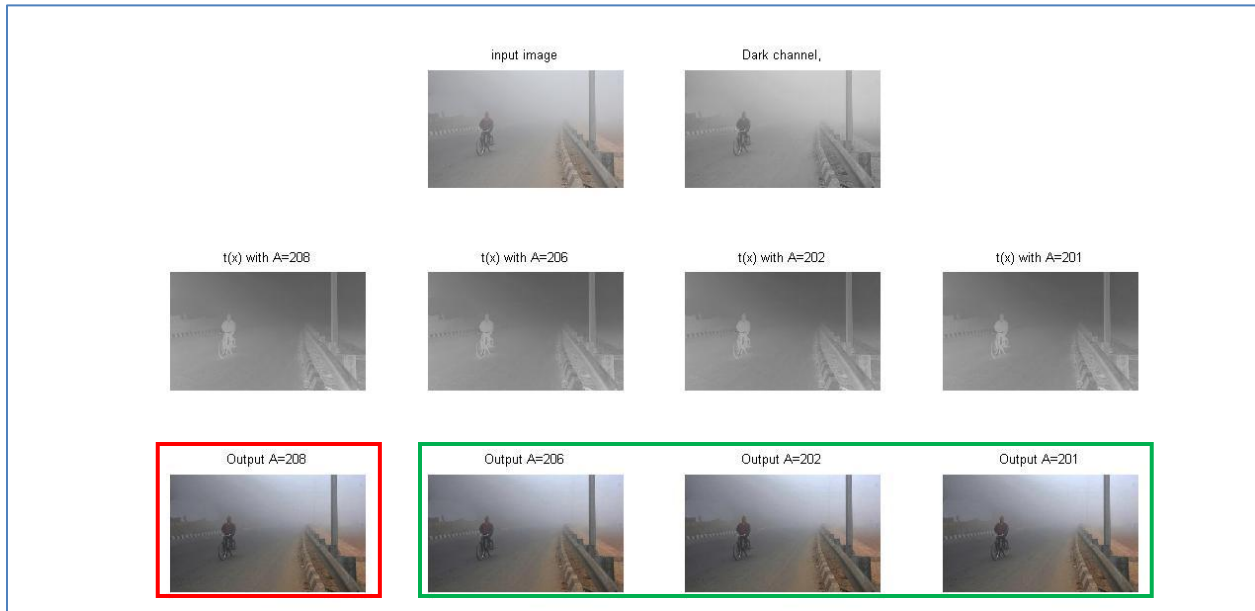 input image
Dark channel,
t(x) with A=208
t(x) with A=206
t(x) with A=202
t(x) with A=201
Output A=208
Output A=206
Output A=202
Output A=201